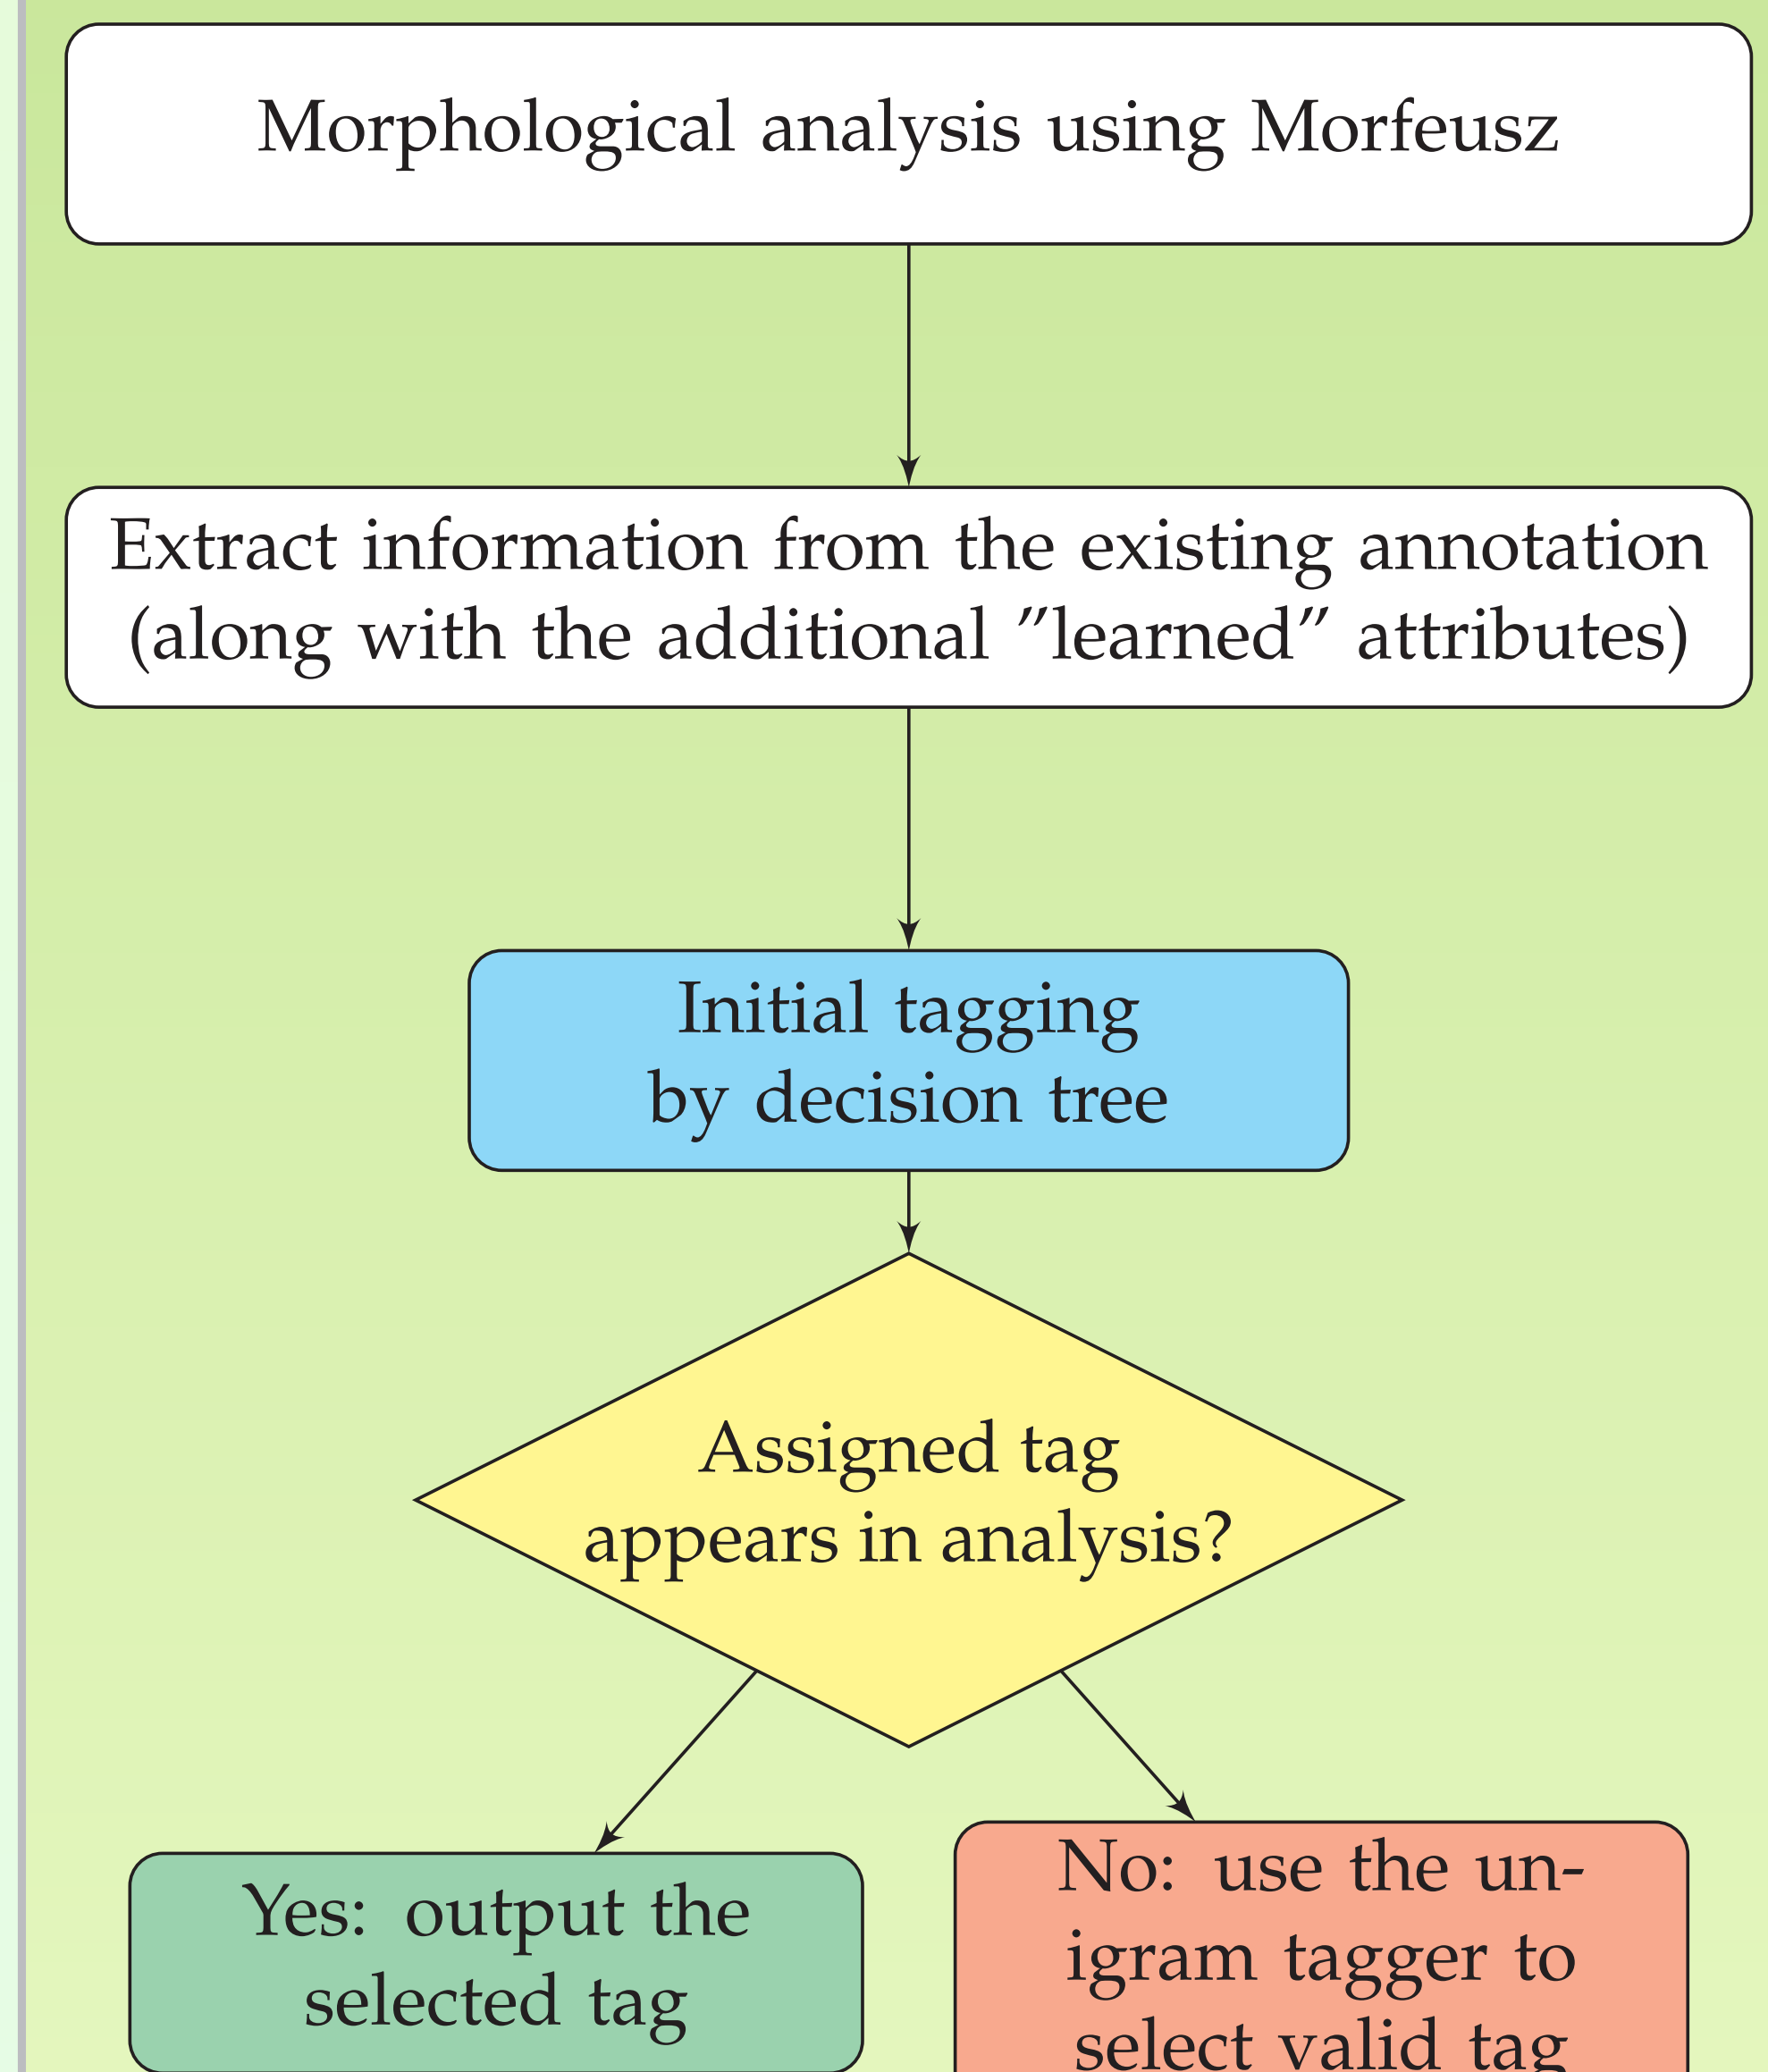 Morphological analysis using Morfeusz
Extract information from the existing annotation
(along with the additional ”learned” attributes)
Initial tagging
by decision tree
Assigned tag
appears in analysis?
Yes: output the
selected tag
No: use the un-
igram tagger to
select valid tag